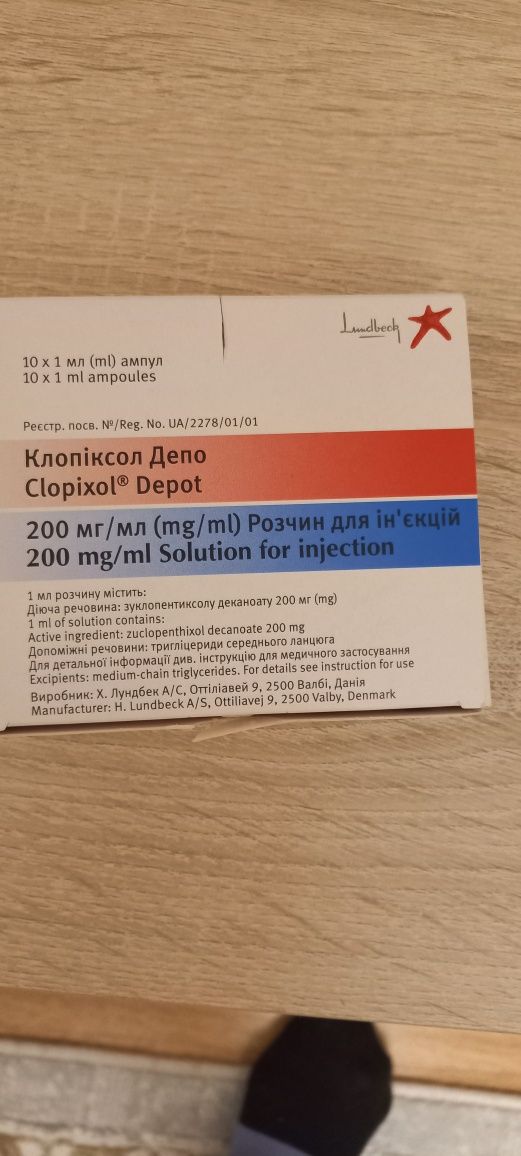 Lundbeck
10 x 1 мл (ml) ампул
10 x 1 ml ampoules
Реєстр. посв. №/Reg. No. UA/2278/01/01
Клопіксол Депо
Clopixol® Depot
200 мг/мл (mg/ml) Розчин для ін'єкцій
200 mg/ml Solution for injection
1 мл розчину містить:
Діюча речовина: зуклопентиксолу деканоату 200 мг (mg)
1 ml of solution contains:
Active ingredient: zuclopenthixol decanoate 200 mg
Допоміжні речовини: тригліцериди середнього ланцюга
Для детальної інформації див. інструкцію для медичного застосування
Excipients: medium-chain triglycerides. For details see instruction for use
Виробник: Х. Лундбек А/С, Оттіліавей 9, 2500 Валбі, Данія
Manufacturer: H. Lundbeck A/S, Ottiliavej 9, 2500 Valby, Denmark